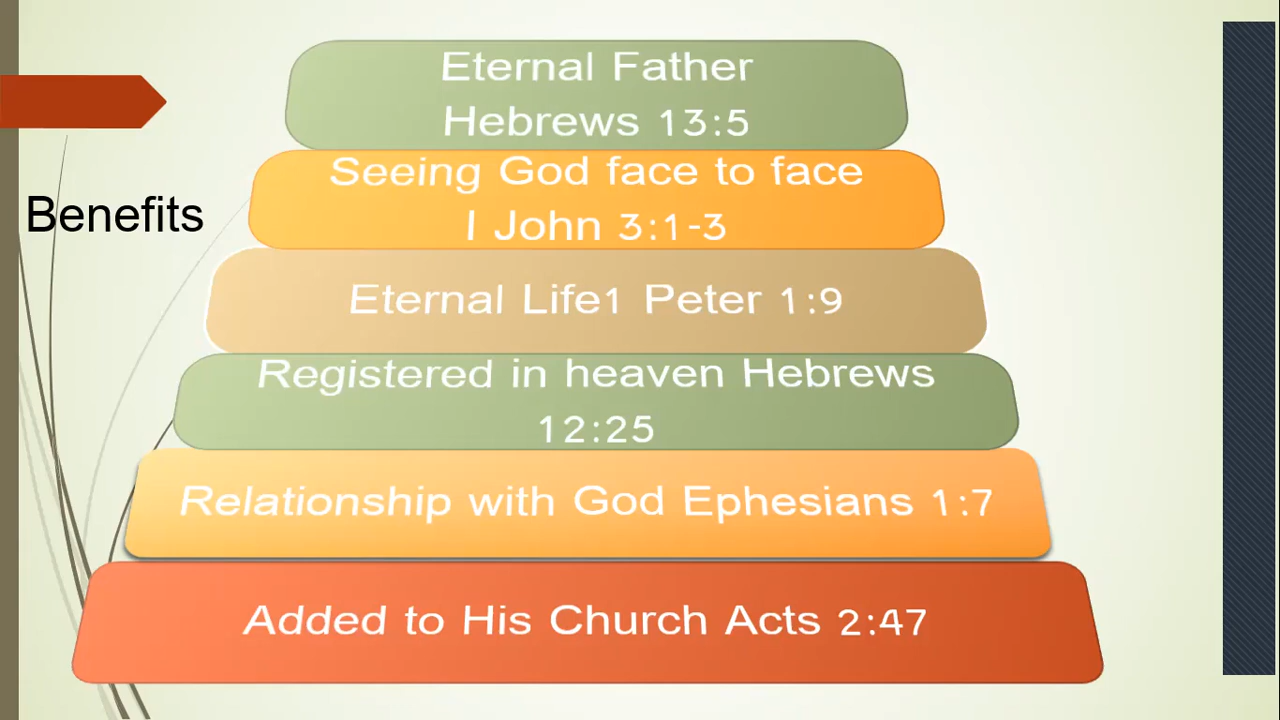 Eternal Father
Hebrews 13:5
Seeing God face to face
I John 3:1-3
Benefits
Eternal Life1 Peter 1:9
Registered in heaven Hebrews
12:25
Relationship with God Ephesians 1:7
Added to His Church Acts 2:47